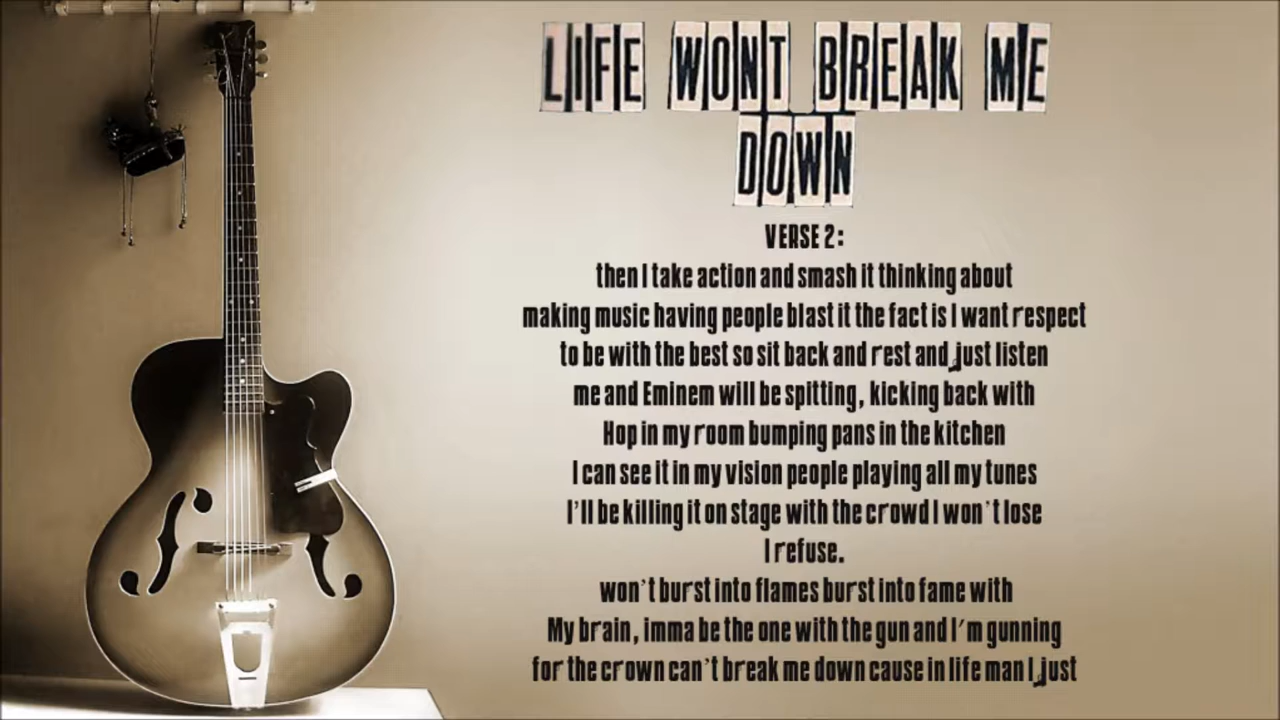 LIFE WONT BREAK ME
DOWN
VERSE 2:
then I take action and smash it thinking about
making music having people blast it the fact is I want respect
to be with the best so sit back and rest and just listen
me and Eminem will be spitting, kicking back with
Hop in my room bumping pans in the kitchen
I can see it in my vision people playing all my tunes
I'll be killing it on stage with the crowd I won't lose
I refuse.
won't burst into flames burst into fame with
My brain, imma be the one with the gun and I'm gunning
for the crown can't break me down cause in life man I just